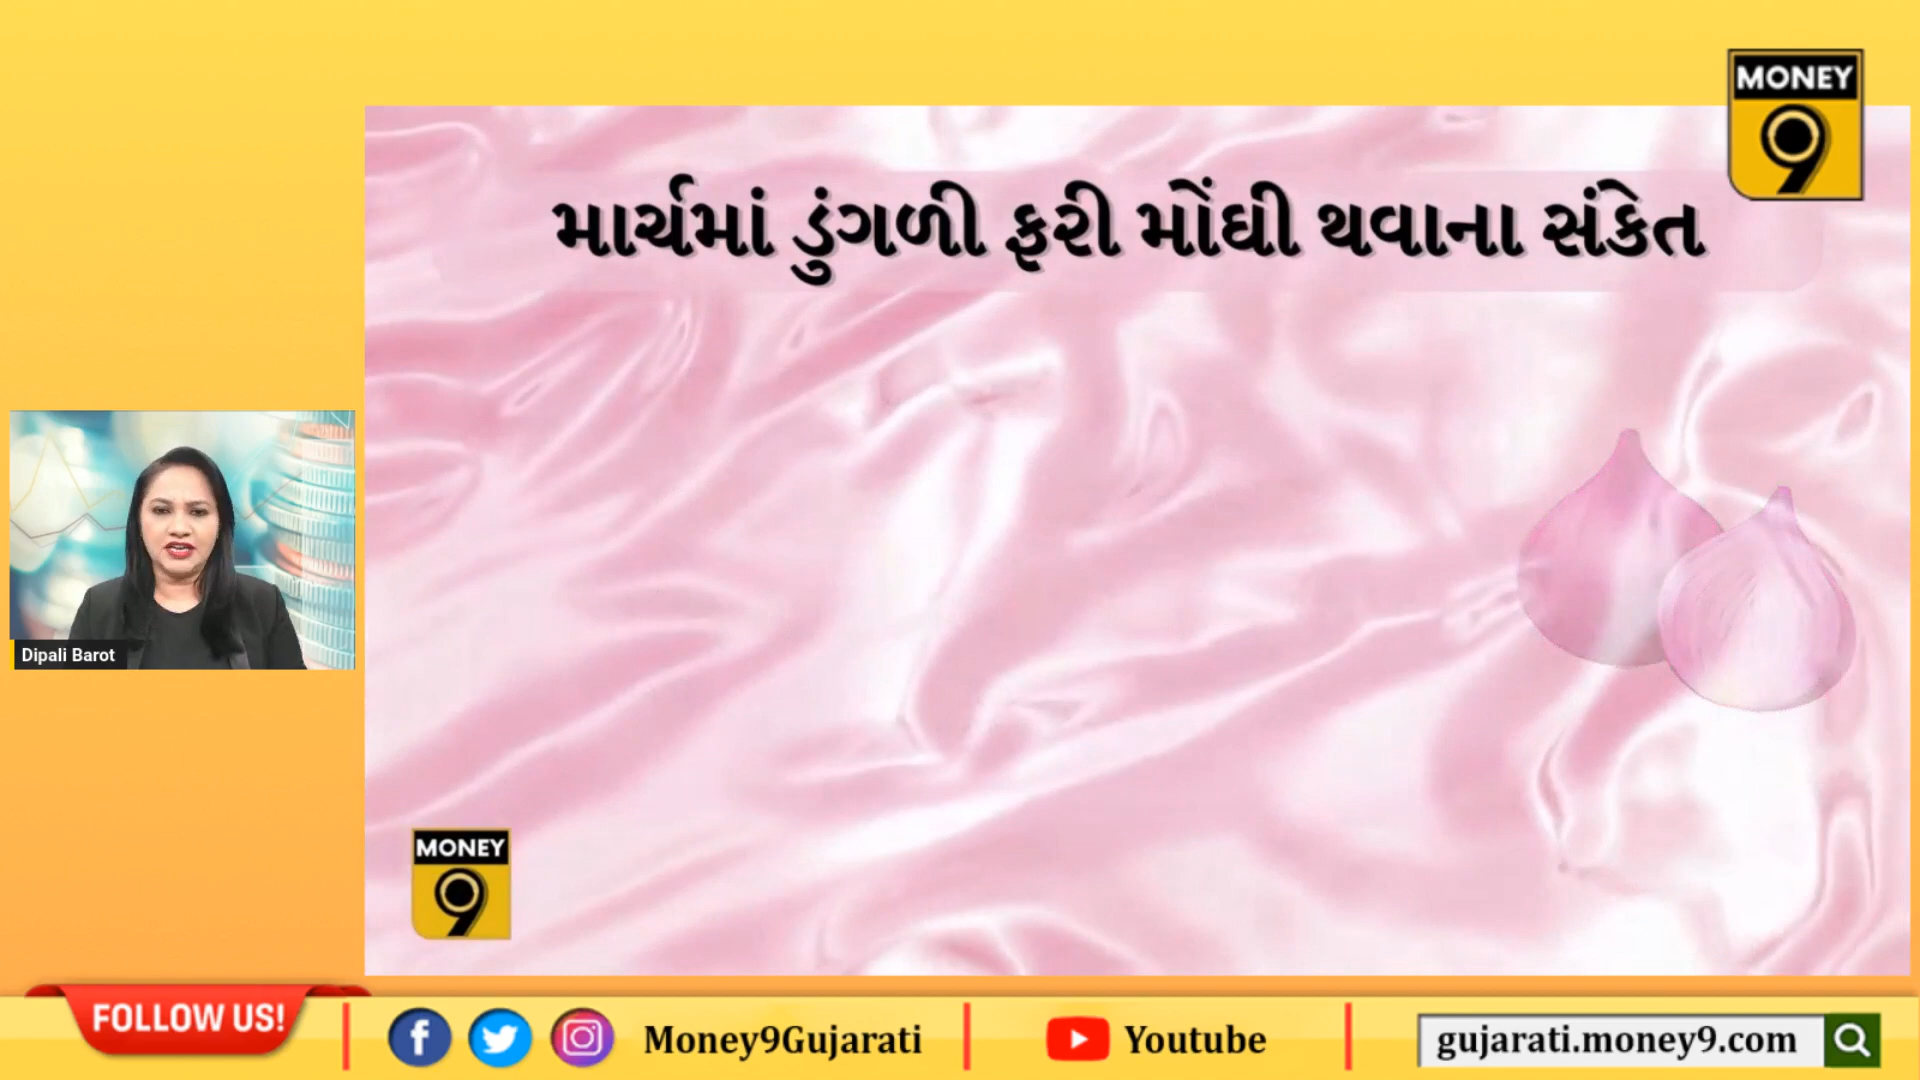 MONEY
9
માર્ચમાં ડુંગળી ફરી મોંઘી થવાના સંકેત
Dipali Barot
MONEY
9
FOLLOW US!
Money9Gujarati
Youtube
gujarati.money9.com